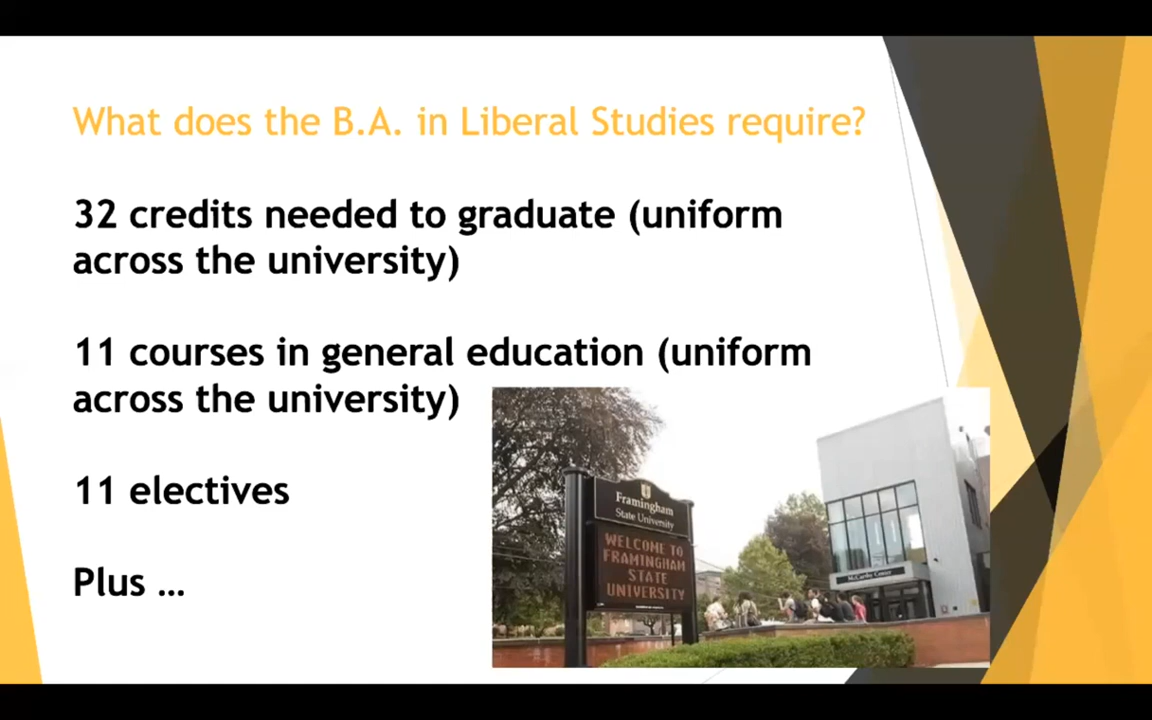 What does the B.A. in Liberal Studies require?
32 credits needed to graduate (uniform
across the university)
11 courses in general education (uniform
across the university)
11 electives
Plus ...
Framingham
State University
WELCOME TO
FRAMINGHAM
STATE
UNIVERSITY
McCarthy Center